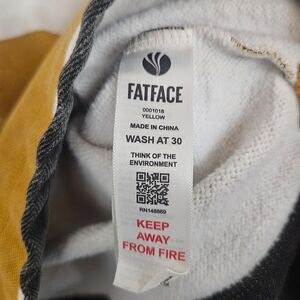 FATFACE
0001018
YELLOW
MADE IN CHINA
WASH AT 30
THINK OF THE
ENVIRONMENT
RN148869
KEEP
AWAY
FROM FIRE